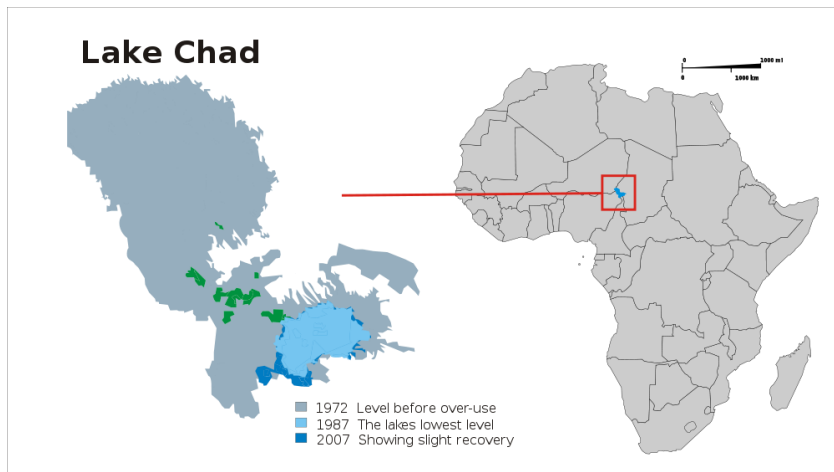 Lake Chad
0 1000 mi
0 1000 km
1972 Level before over-use
1987 The lakes lowest level
2007 Showing slight recovery